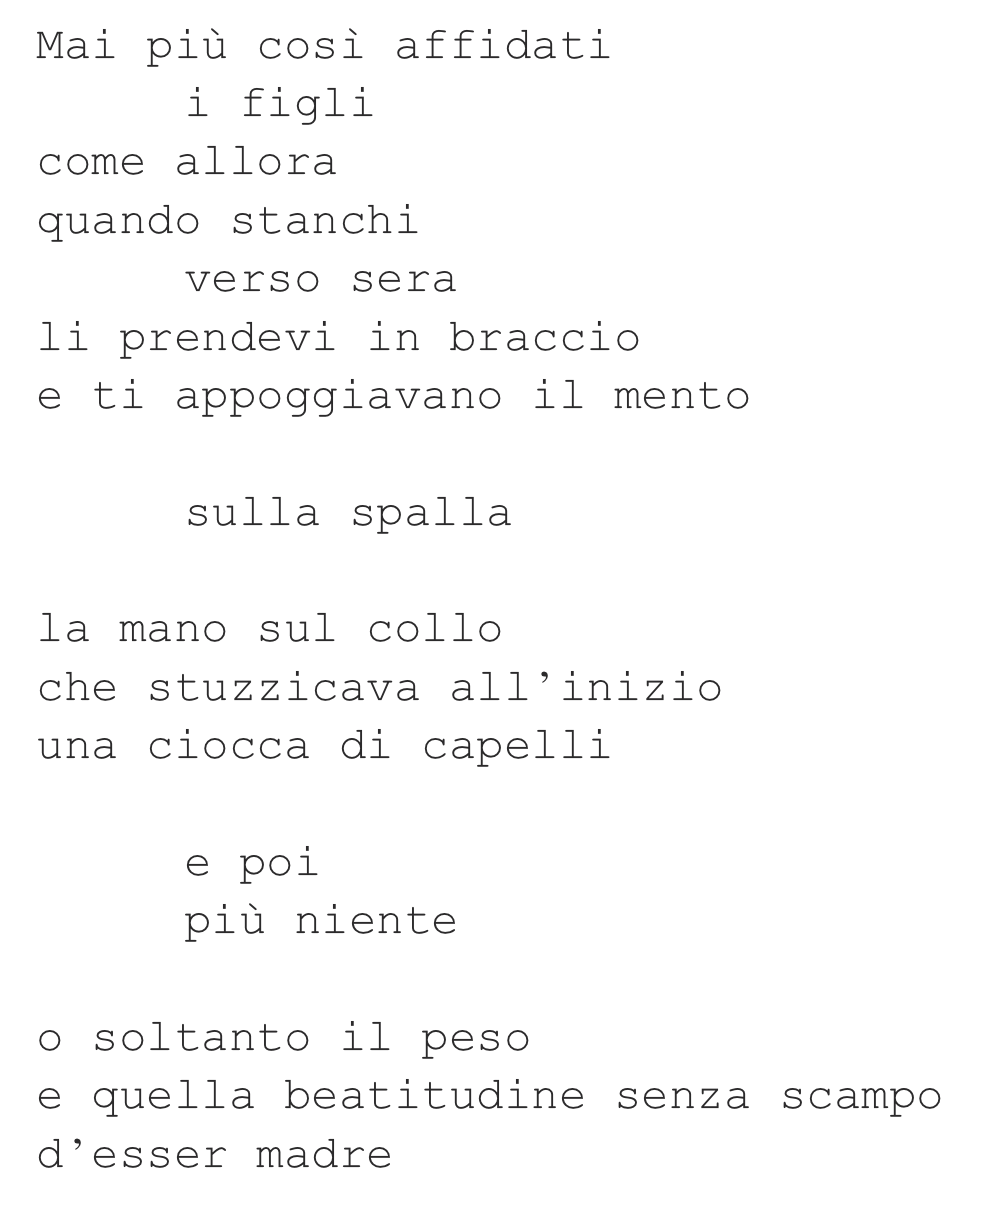 Mai più così affidati
i figli
come allora
quando stanchi
verso sera
li prendevi in braccio
e ti appoggiavano il mento
sulla spalla
la mano sul collo
che stuzzicava all’inizio
una ciocca di capelli
e poi
più niente
o soltanto il peso
e quella beatitudine senza scampo
d’esser madre